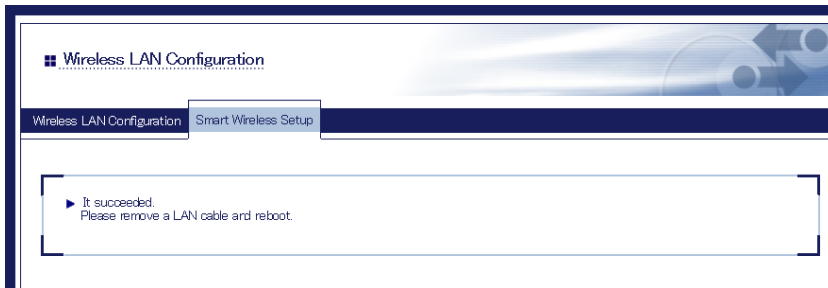 Wireless LAN Configuration
Wireless LAN Configuration Smart Wireless Setup
It succeeded.
Please remove a LAN cable and reboot.